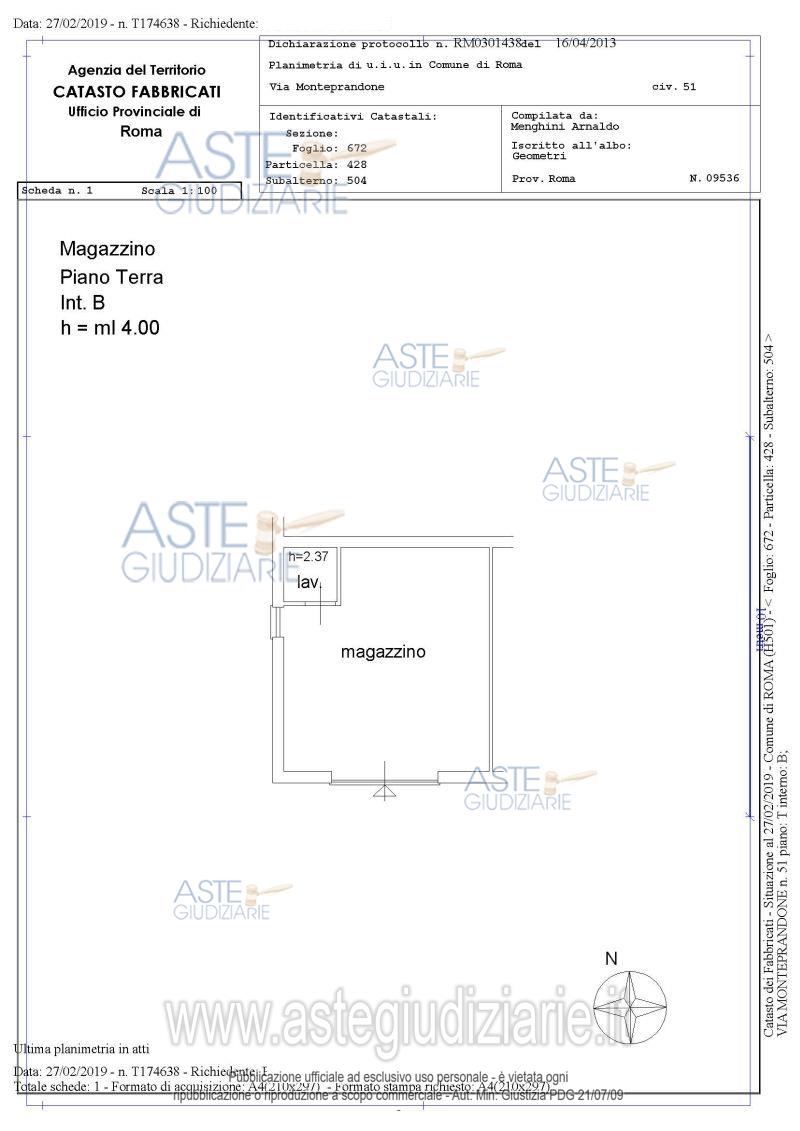 Data: 27/02/2019 - n. T174638 - Richiedente:
Agenzia del Territorio
CATASTO FABBRICATI
Ufficio Provinciale di
Roma
Dichiarazione protocollo n. RM0301438del 16/04/2013
Planimetria di u.i.u. in Comune di Roma
Via Monteprandone civ. 51
Identificativi Catastali:
Sezione:
Foglio: 672
Particella: 428
Subalterno: 504
Compilata da:
Menghini Arnaldo
Iscritto all'albo:
Geometri
Prov. Roma N. 09536
Scheda n. 1 Scala 1:100
ASTE
GIUDIZIARIE
Magazzino
Piano Terra
Int. B
h = ml 4.00
ASTE
GIUDIZIARIE
ASTE
GIUDIZIARIE
ASTE
GIUDIZIARIE
h=2.37
lav.
magazzino
ASTE
GIUDIZIARIE
ASTE
GIUDIZIARIE
10 metri
Catasto dei Fabbricati - Situazione al 27/02/2019 - Comune di ROMA (H501) - < Foglio: 672 - Particella: 428 - Subalterno: 504 >
VIA MONTEPRANDONE n. 51 piano: T interno: B;
N
www.astegiudiziarie.it
Ultima planimetria in atti
Data: 27/02/2019 - n. T174638 - Richiedente:
Totale schede: 1 - Formato di acquisizione: A4(210x297) - Formato stampa richiesto: A4(210x297)
Pubblicazione ufficiale ad esclusivo uso personale - è vietata ogni
ripubblicazione o riproduzione a scopo commerciale - Aut. Min. Giustizia PDG 21/07/09